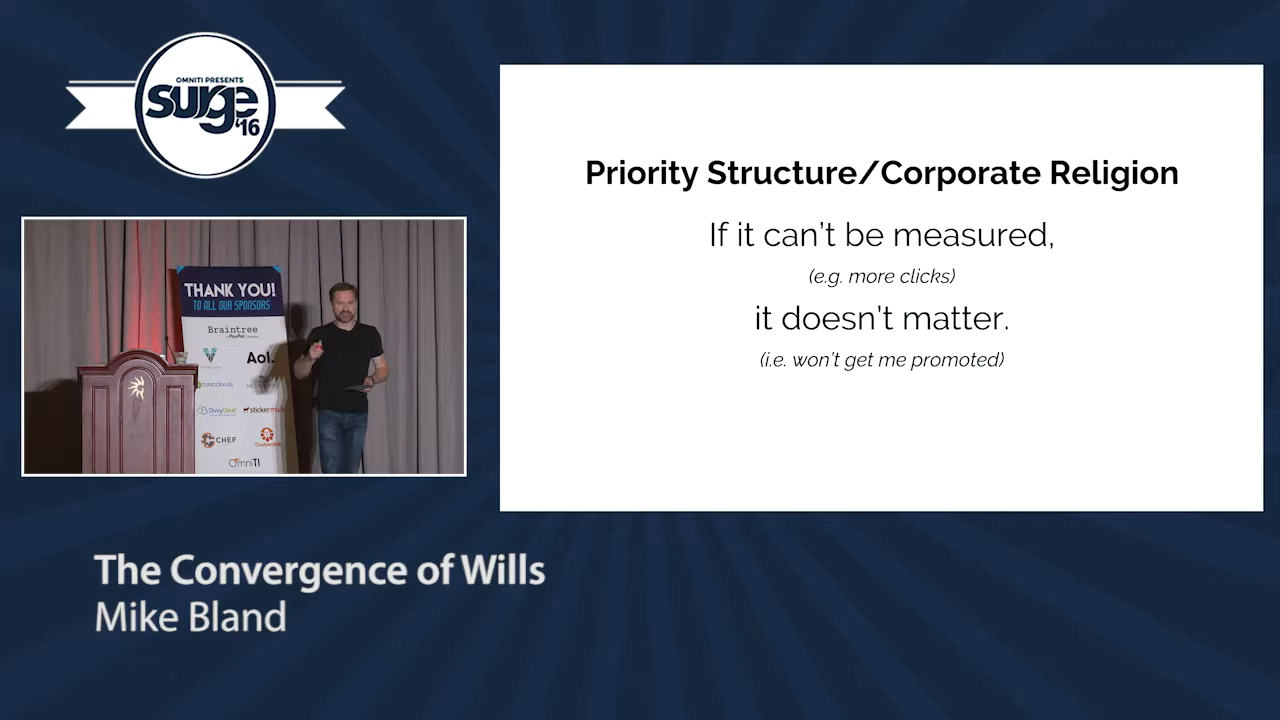 OMNITI PRESENTS
surge
'16
Priority Structure/Corporate Religion
If it can't be measured,
(e.g. more clicks)
it doesn't matter.
(i.e. won't get me promoted)
THANK YOU!
TO ALL OUR SPONSORS
Braintree
Aol.
DivvyCloud
CHEF
OmniTI
The Convergence of Wills
Mike Bland